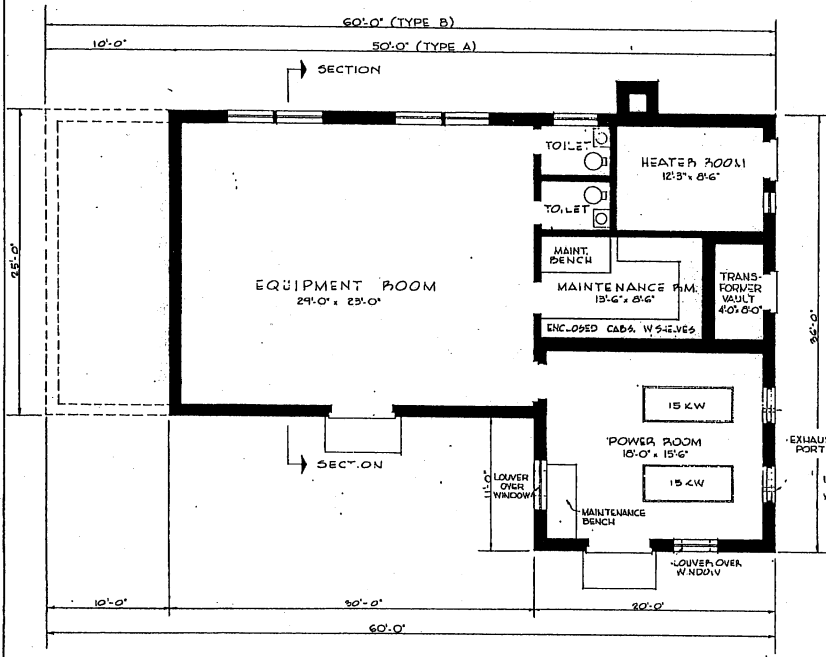 60'-0" (TYPE B)
10'-0"
50'-0" (TYPE A)
SECTION
TOILET
HEATER ROOM
12'-3" x 8'-6"
TOILET
MAINT.
BENCH
25'-0"
EQUIPMENT ROOM
29'-0" x 23'-0"
MAINTENANCE RM.
13'-6" x 8'-6"
TRANS-
FORMER
VAULT
4'-0" x 8'-0"
ENCLOSED CABS. W SHELVES
36'-0"
15 KW
POWER ROOM
18'-0" x 15'-6"
EXHAUS
PORT
SECTION
11'-0"
LOUVER
OVER
WINDOW
15 KW
MAINTENANCE
BENCH
LOUVER OVER
WINDOW
10'-0"
30'-0"
20'-0"
60'-0"